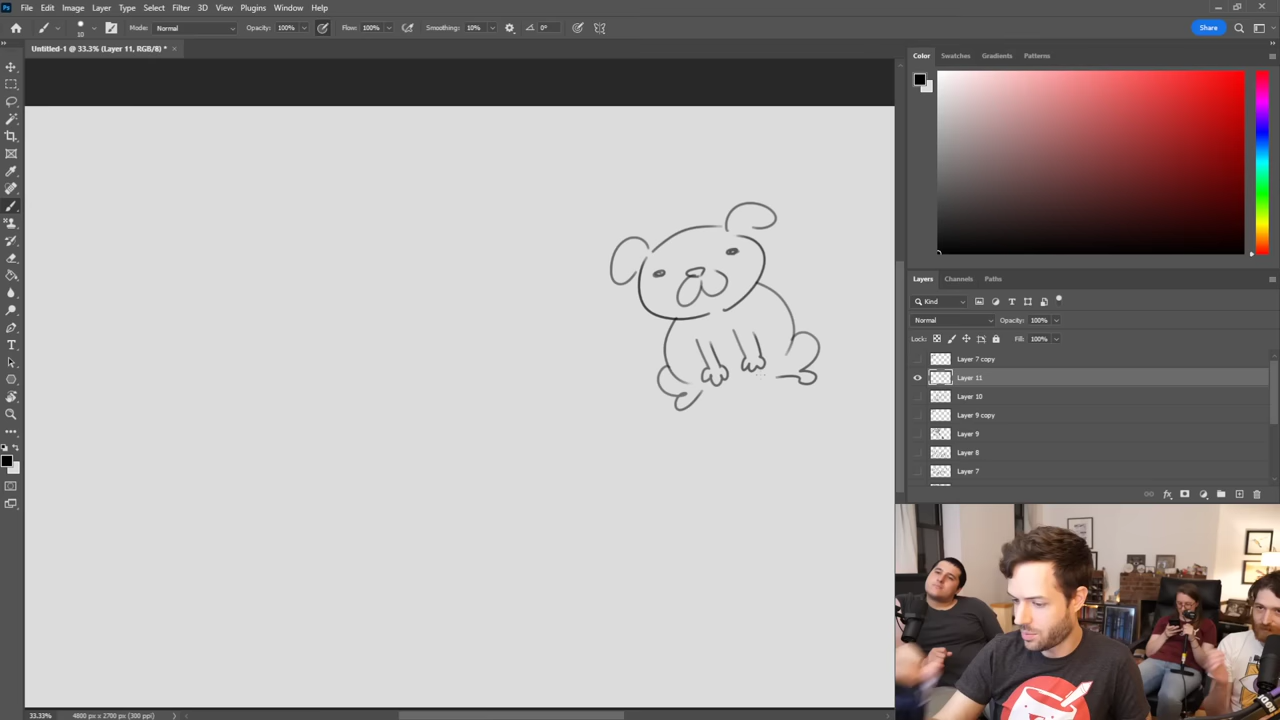 Ps File Edit Image Layer Type Select Filter 3D View Plugins Window Help
10 Mode: Normal Opacity: 100% Flow: 100% Smoothing: 10% 0° Share
Untitled-1 @ 33.3% (Layer 11, RGB/8) * ×
Color Swatches Gradients Patterns
Layers Channels Paths
Kind
Normal Opacity: 100%
Lock: Fill: 100%
Layer 7 copy
Layer 11
Layer 10
Layer 9 copy
Layer 9
Layer 8
Layer 7
33.33% 4800 px x 2700 px (300 ppi)